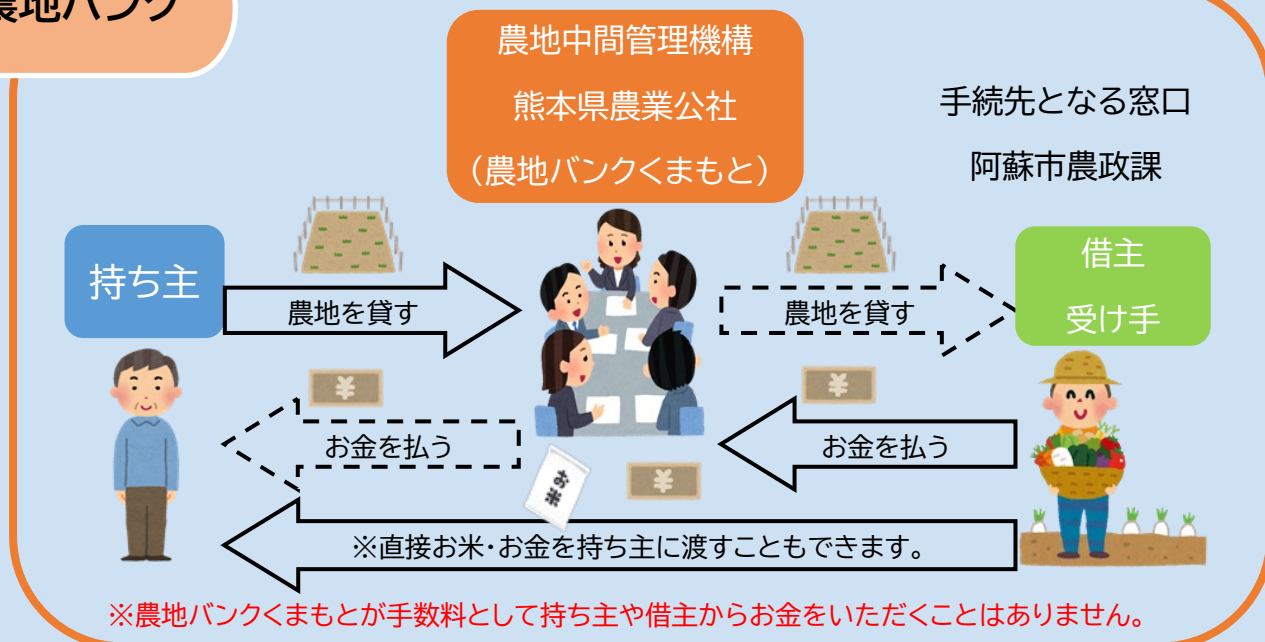 農地バンク
農地中間管理機構
熊本県農業公社
(農地バンクくまもと)
手続先となる窓口
阿蘇市農政課
持ち主
農地を貸す
農地を貸す
借主
受け手
お金を払う
お金を払う
お米
※直接お米・お金を持ち主に渡すこともできます。
※農地バンクくまもとが手数料として持ち主や借主からお金をいただくことはありません。